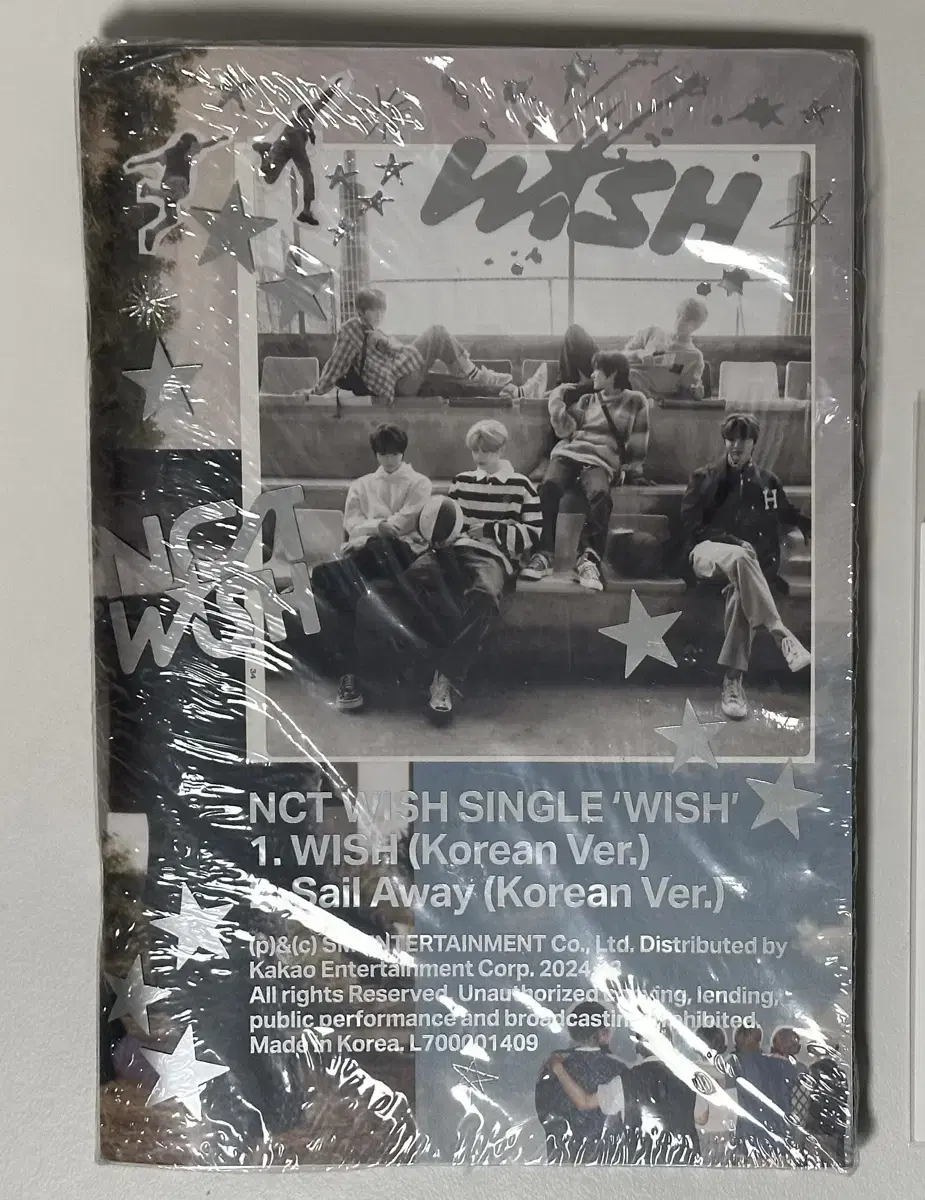 WISH
H
NCT
WISH
34
NCT WISH SINGLE ‘WISH’
1. WISH (Korean Ver.)
Sail Away (Korean Ver.)
(p)&(c) SM ENTERTAINMENT Co., Ltd. Distributed by
Kakao Entertainment Corp. 2024
All rights Reserved. Unauthorized lending,
public performance and broadcasting prohibited.
Made in Korea. L700001409